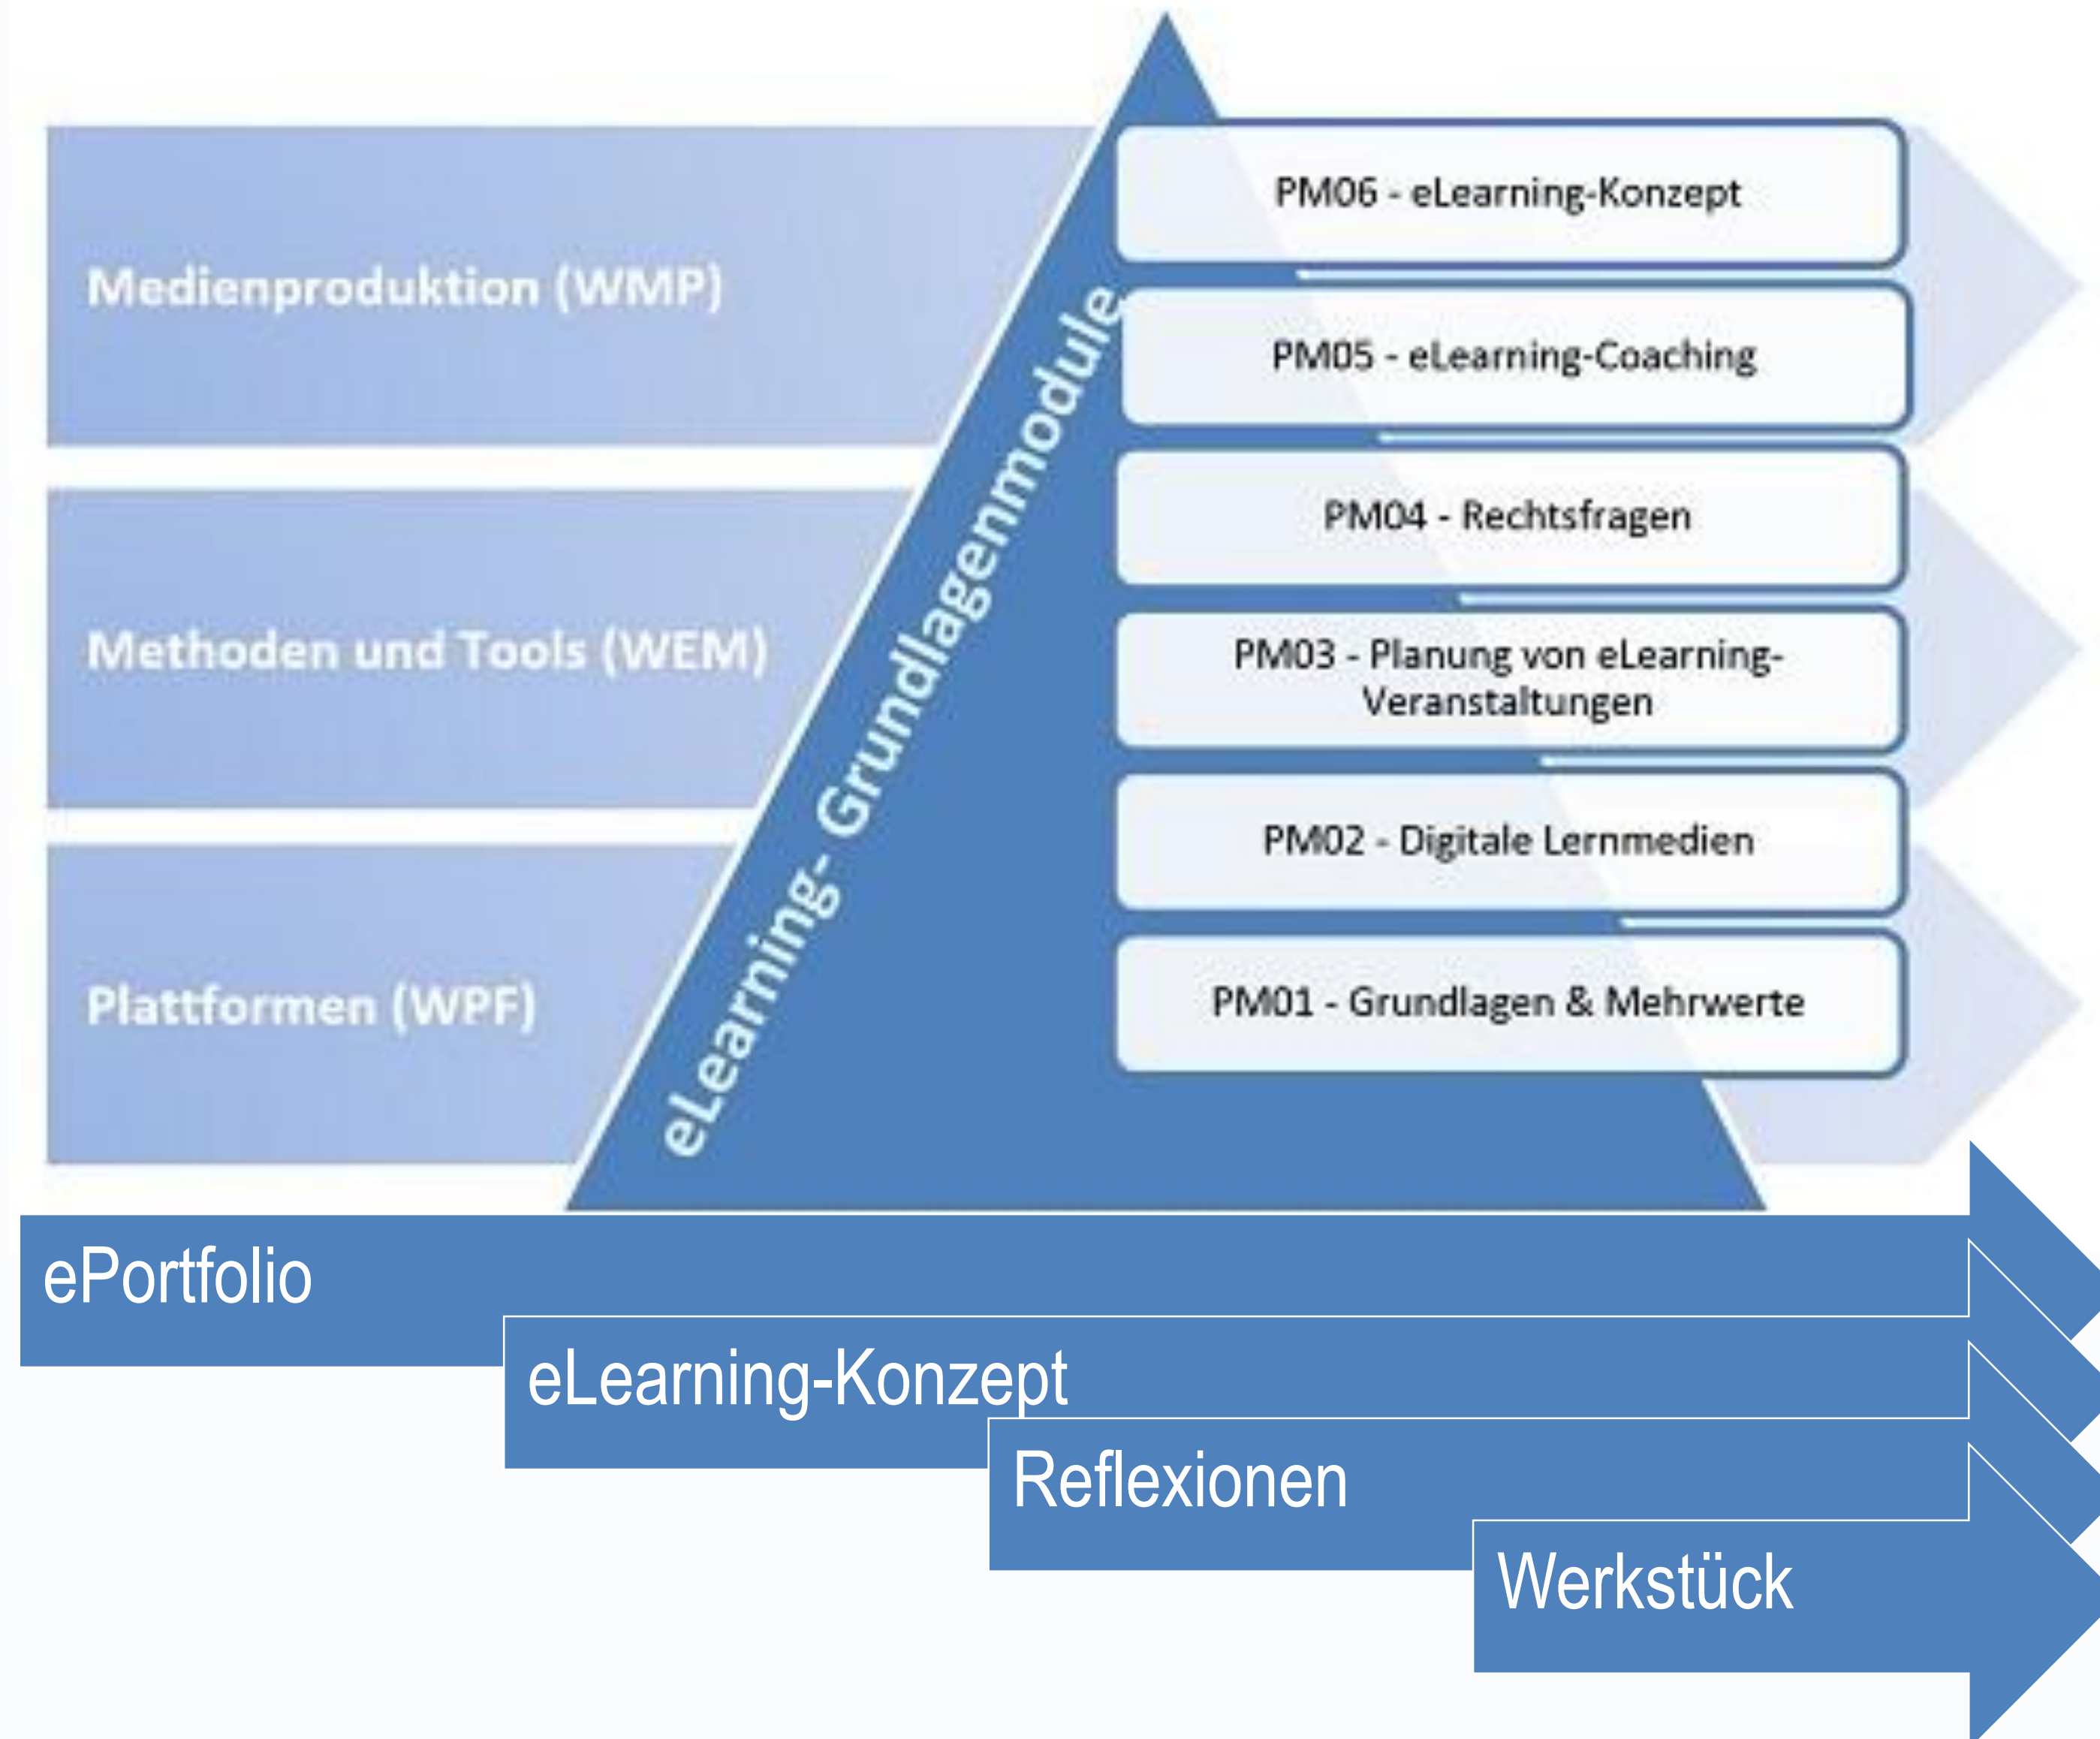 Medienproduktion (WMP)
Methoden und Tools (WEM)
Plattformen (WPF)
eLearning- Grundlagenmodule
PM06 - eLearning-Konzept
PM05 - eLearning-Coaching
PM04 - Rechtsfragen
PM03 - Planung von eLearning-
Veranstaltungen
PM02 - Digitale Lernmedien
PM01 - Grundlagen & Mehrwerte
ePortfolio
eLearning-Konzept
Reflexionen
Werkstück